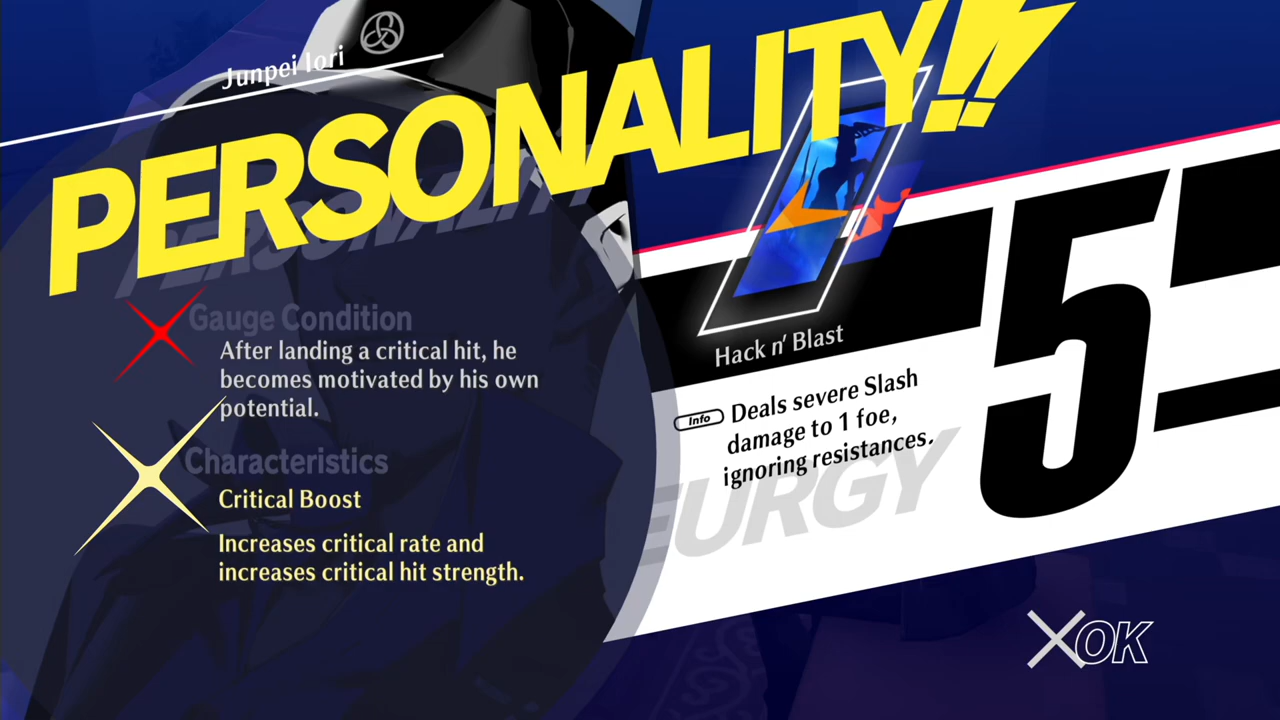 Junpei Iori
PERSONALITY!!
PERSONALITY
Gauge Condition
After landing a critical hit, he
becomes motivated by his own
potential.
Characteristics
Critical Boost
Increases critical rate and
increases critical hit strength.
Hack n' Blast
Info Deals severe Slash
damage to 1 foe,
ignoring resistances.
EURGY
5
OK